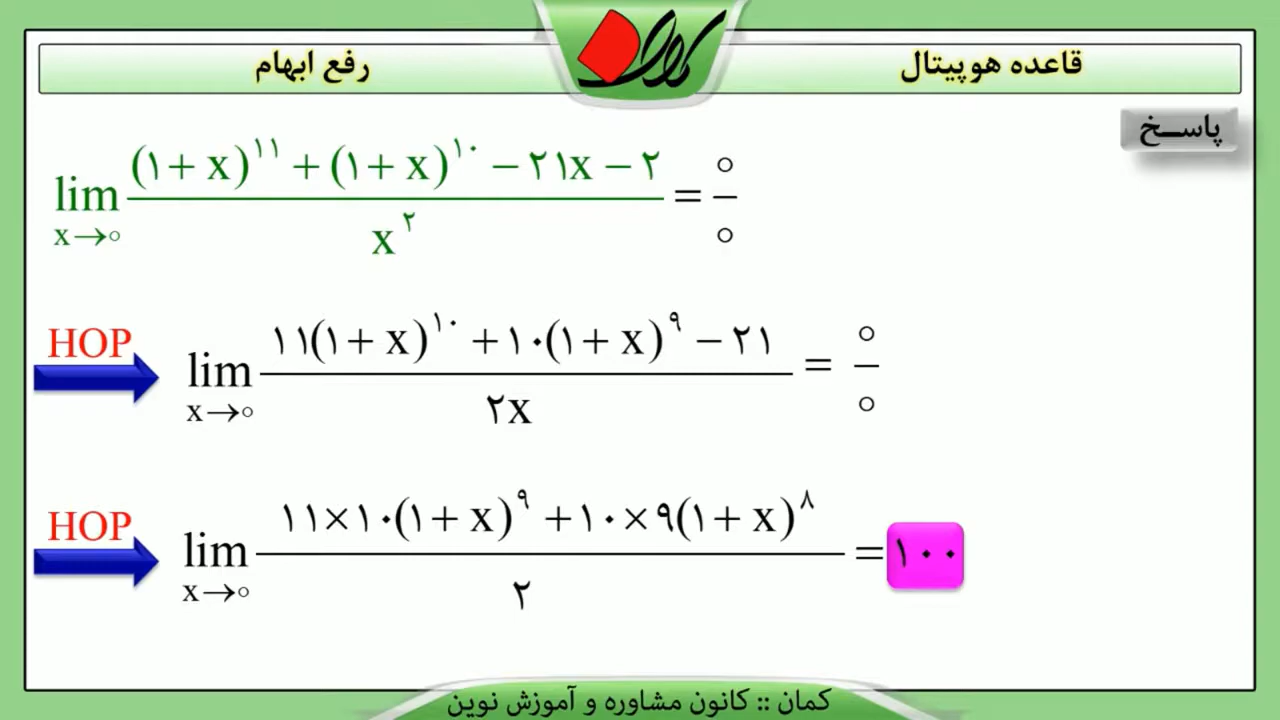 قاعده هوپیتال
رفع ابهام
کمان
پاسخ
lim x→۰ ((۱+x)^۱۱ + (۱+x)^۱۰ − ۲۱x − ۲) / x^۲ = ۰/۰
HOP lim x→۰ (۱۱(۱+x)^۱۰ + ۱۰(۱+x)^۹ − ۲۱) / ۲x = ۰/۰
HOP lim x→۰ (۱۱×۱۰(۱+x)^۹ + ۱۰×۹(۱+x)^۸) / ۲ = ۱۰۰
کمان :: کانون مشاوره و آموزش نوین